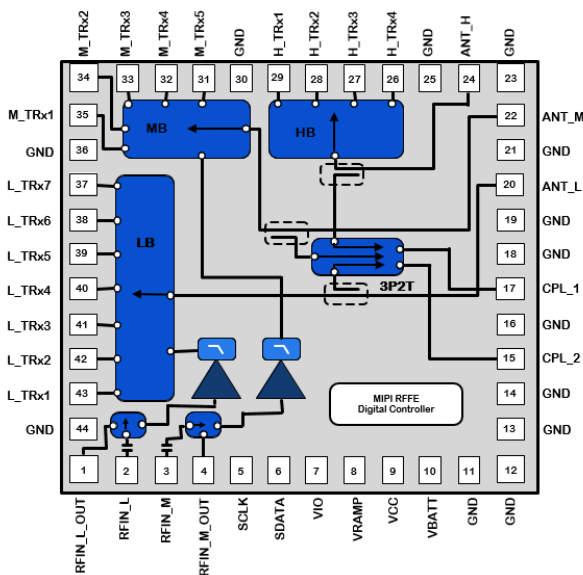 M_TRx2
M_TRx3
M_TRx4
M_TRx5
GND
H_TRx1
H_TRx2
H_TRx3
H_TRx4
GND
ANT_H
GND
34
33
32
31
30
29
28
27
26
25
24
23
M_TRx1
35
MB
HB
22
ANT_M
GND
36
21
GND
L_TRx7
37
20
ANT_L
L_TRx6
38
19
GND
L_TRx5
39
LB
18
GND
L_TRx4
40
3P2T
17
CPL_1
L_TRx3
41
16
GND
L_TRx2
42
15
CPL_2
L_TRx1
43
MIPI RFFE
Digital Controller
14
GND
GND
44
13
GND
1
2
3
4
5
6
7
8
9
10
11
12
RFIN_L_OUT
RFIN_L
RFIN_M
RFIN_M_OUT
SCLK
SDATA
VIO
VRAMP
VCC
VBATT
GND
GND